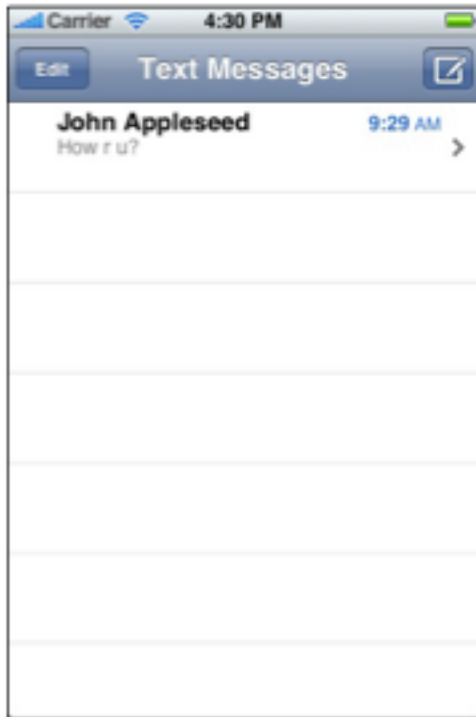 Carrier 4:30 PM
Edit Text Messages
John Appleseed 9:29 AM
How r u?